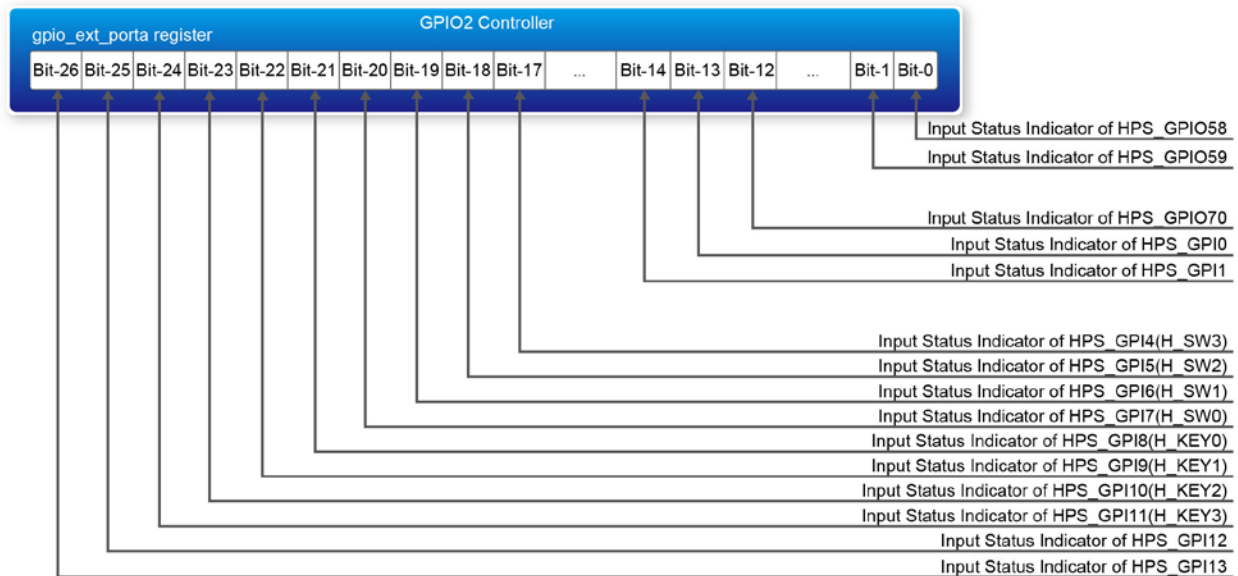 GPIO2 Controller
gpio_ext_porta register
Bit-26 Bit-25 Bit-24 Bit-23 Bit-22 Bit-21 Bit-20 Bit-19 Bit-18 Bit-17 ... Bit-14 Bit-13 Bit-12 ... Bit-1 Bit-0
Input Status Indicator of HPS_GPIO58
Input Status Indicator of HPS_GPIO59
Input Status Indicator of HPS_GPIO70
Input Status Indicator of HPS_GPI0
Input Status Indicator of HPS_GPI1
Input Status Indicator of HPS_GPI4(H_SW3)
Input Status Indicator of HPS_GPI5(H_SW2)
Input Status Indicator of HPS_GPI6(H_SW1)
Input Status Indicator of HPS_GPI7(H_SW0)
Input Status Indicator of HPS_GPI8(H_KEY0)
Input Status Indicator of HPS_GPI9(H_KEY1)
Input Status Indicator of HPS_GPI10(H_KEY2)
Input Status Indicator of HPS_GPI11(H_KEY3)
Input Status Indicator of HPS_GPI12
Input Status Indicator of HPS_GPI13